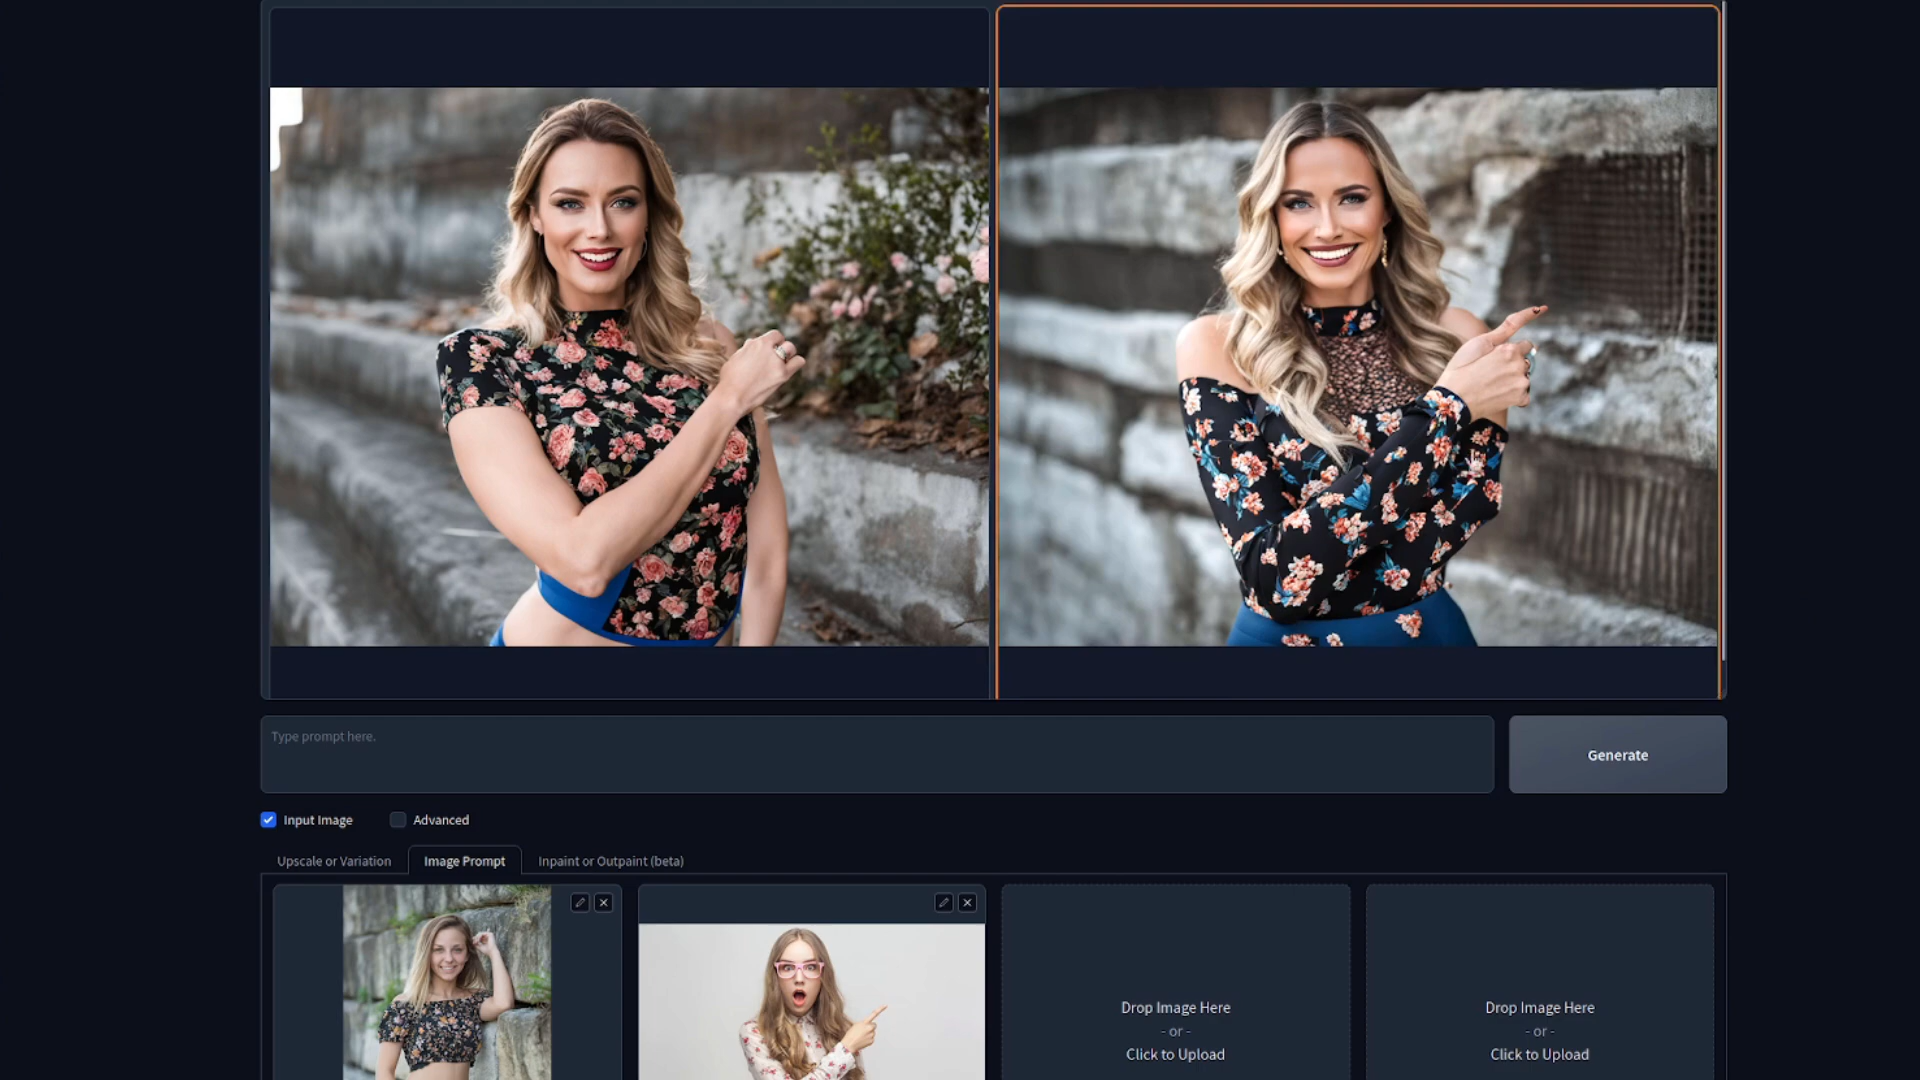 Type prompt here.
Generate
Input Image
Advanced
Upscale or Variation
Image Prompt
Inpaint or Outpaint (beta)
Drop Image Here
- or -
Click to Upload
Drop Image Here
- or -
Click to Upload